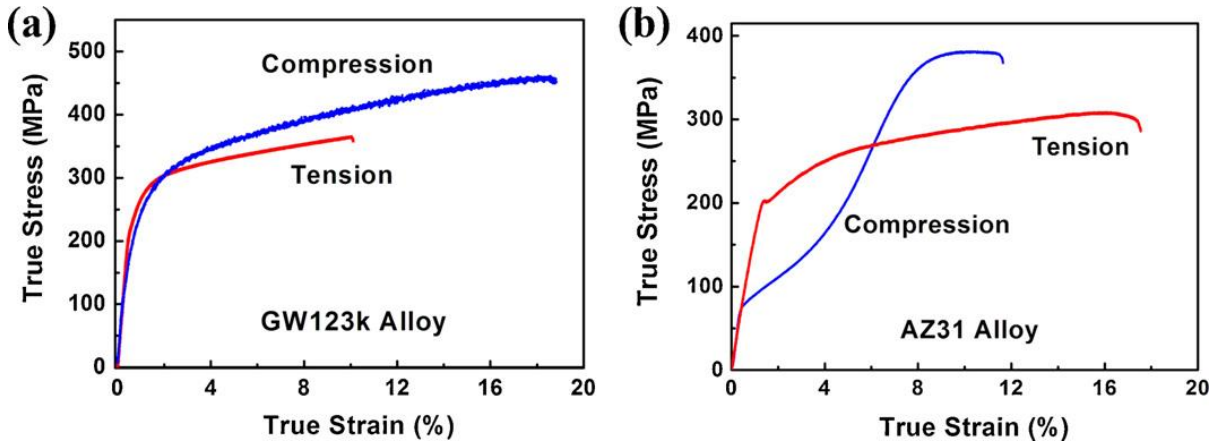 (a)
True Stress (MPa)
500
400
300
200
100
0
Compression
Tension
GW123k Alloy
0 4 8 12 16 20
True Strain (%)
(b)
True Stress (MPa)
400
300
200
100
0
Tension
Compression
AZ31 Alloy
0 4 8 12 16 20
True Strain (%)